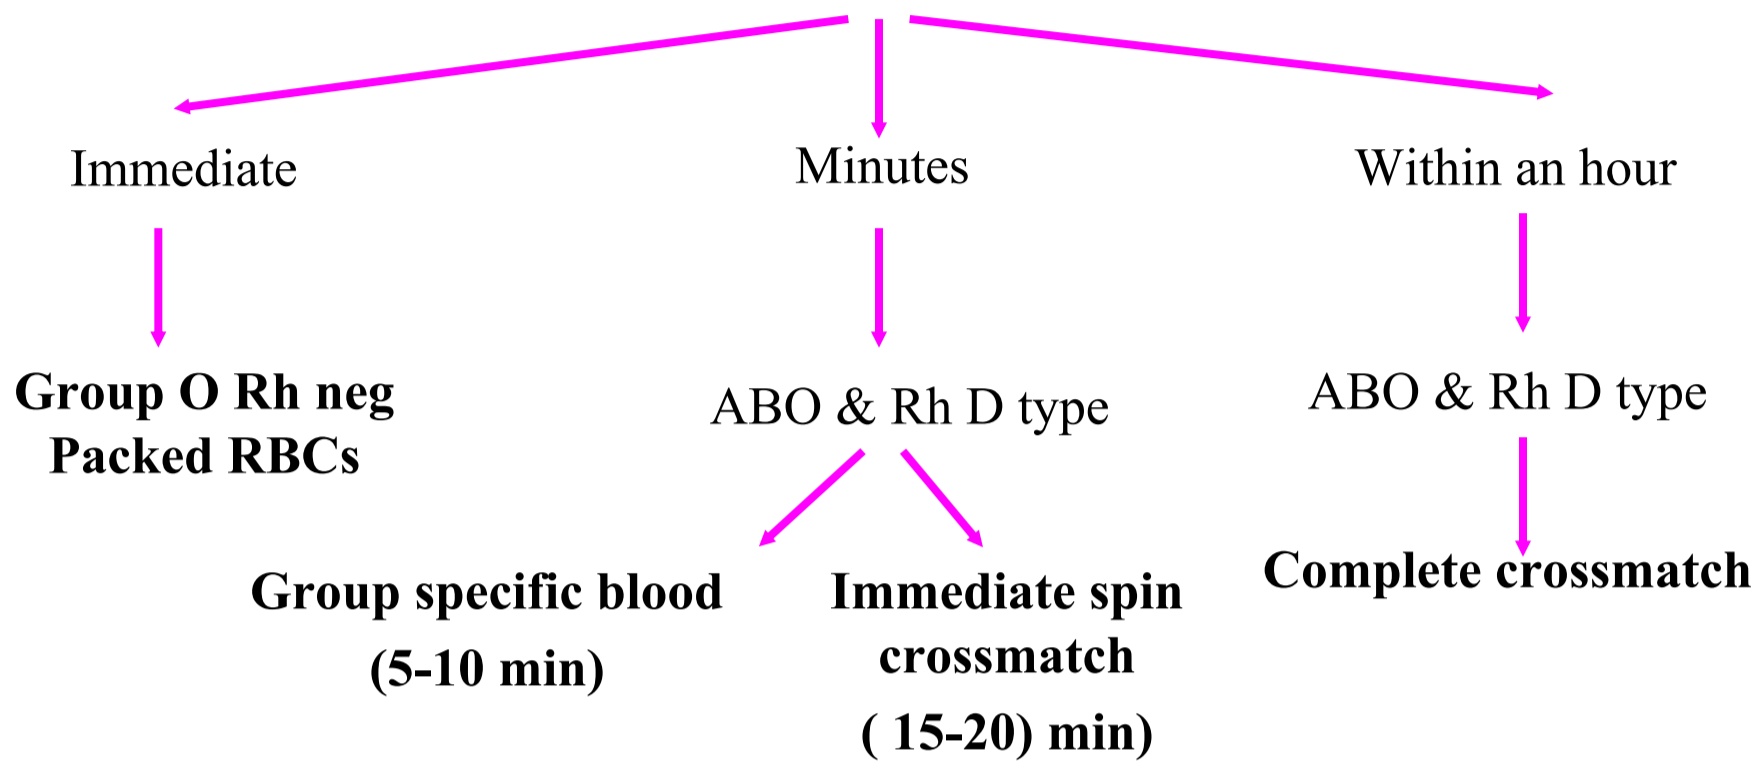 Immediate
Minutes
Within an hour
Group O Rh neg
Packed RBCs
ABO & Rh D type
ABO & Rh D type
Group specific blood
(5-10 min)
Immediate spin
crossmatch
( 15-20) min)
Complete crossmatch